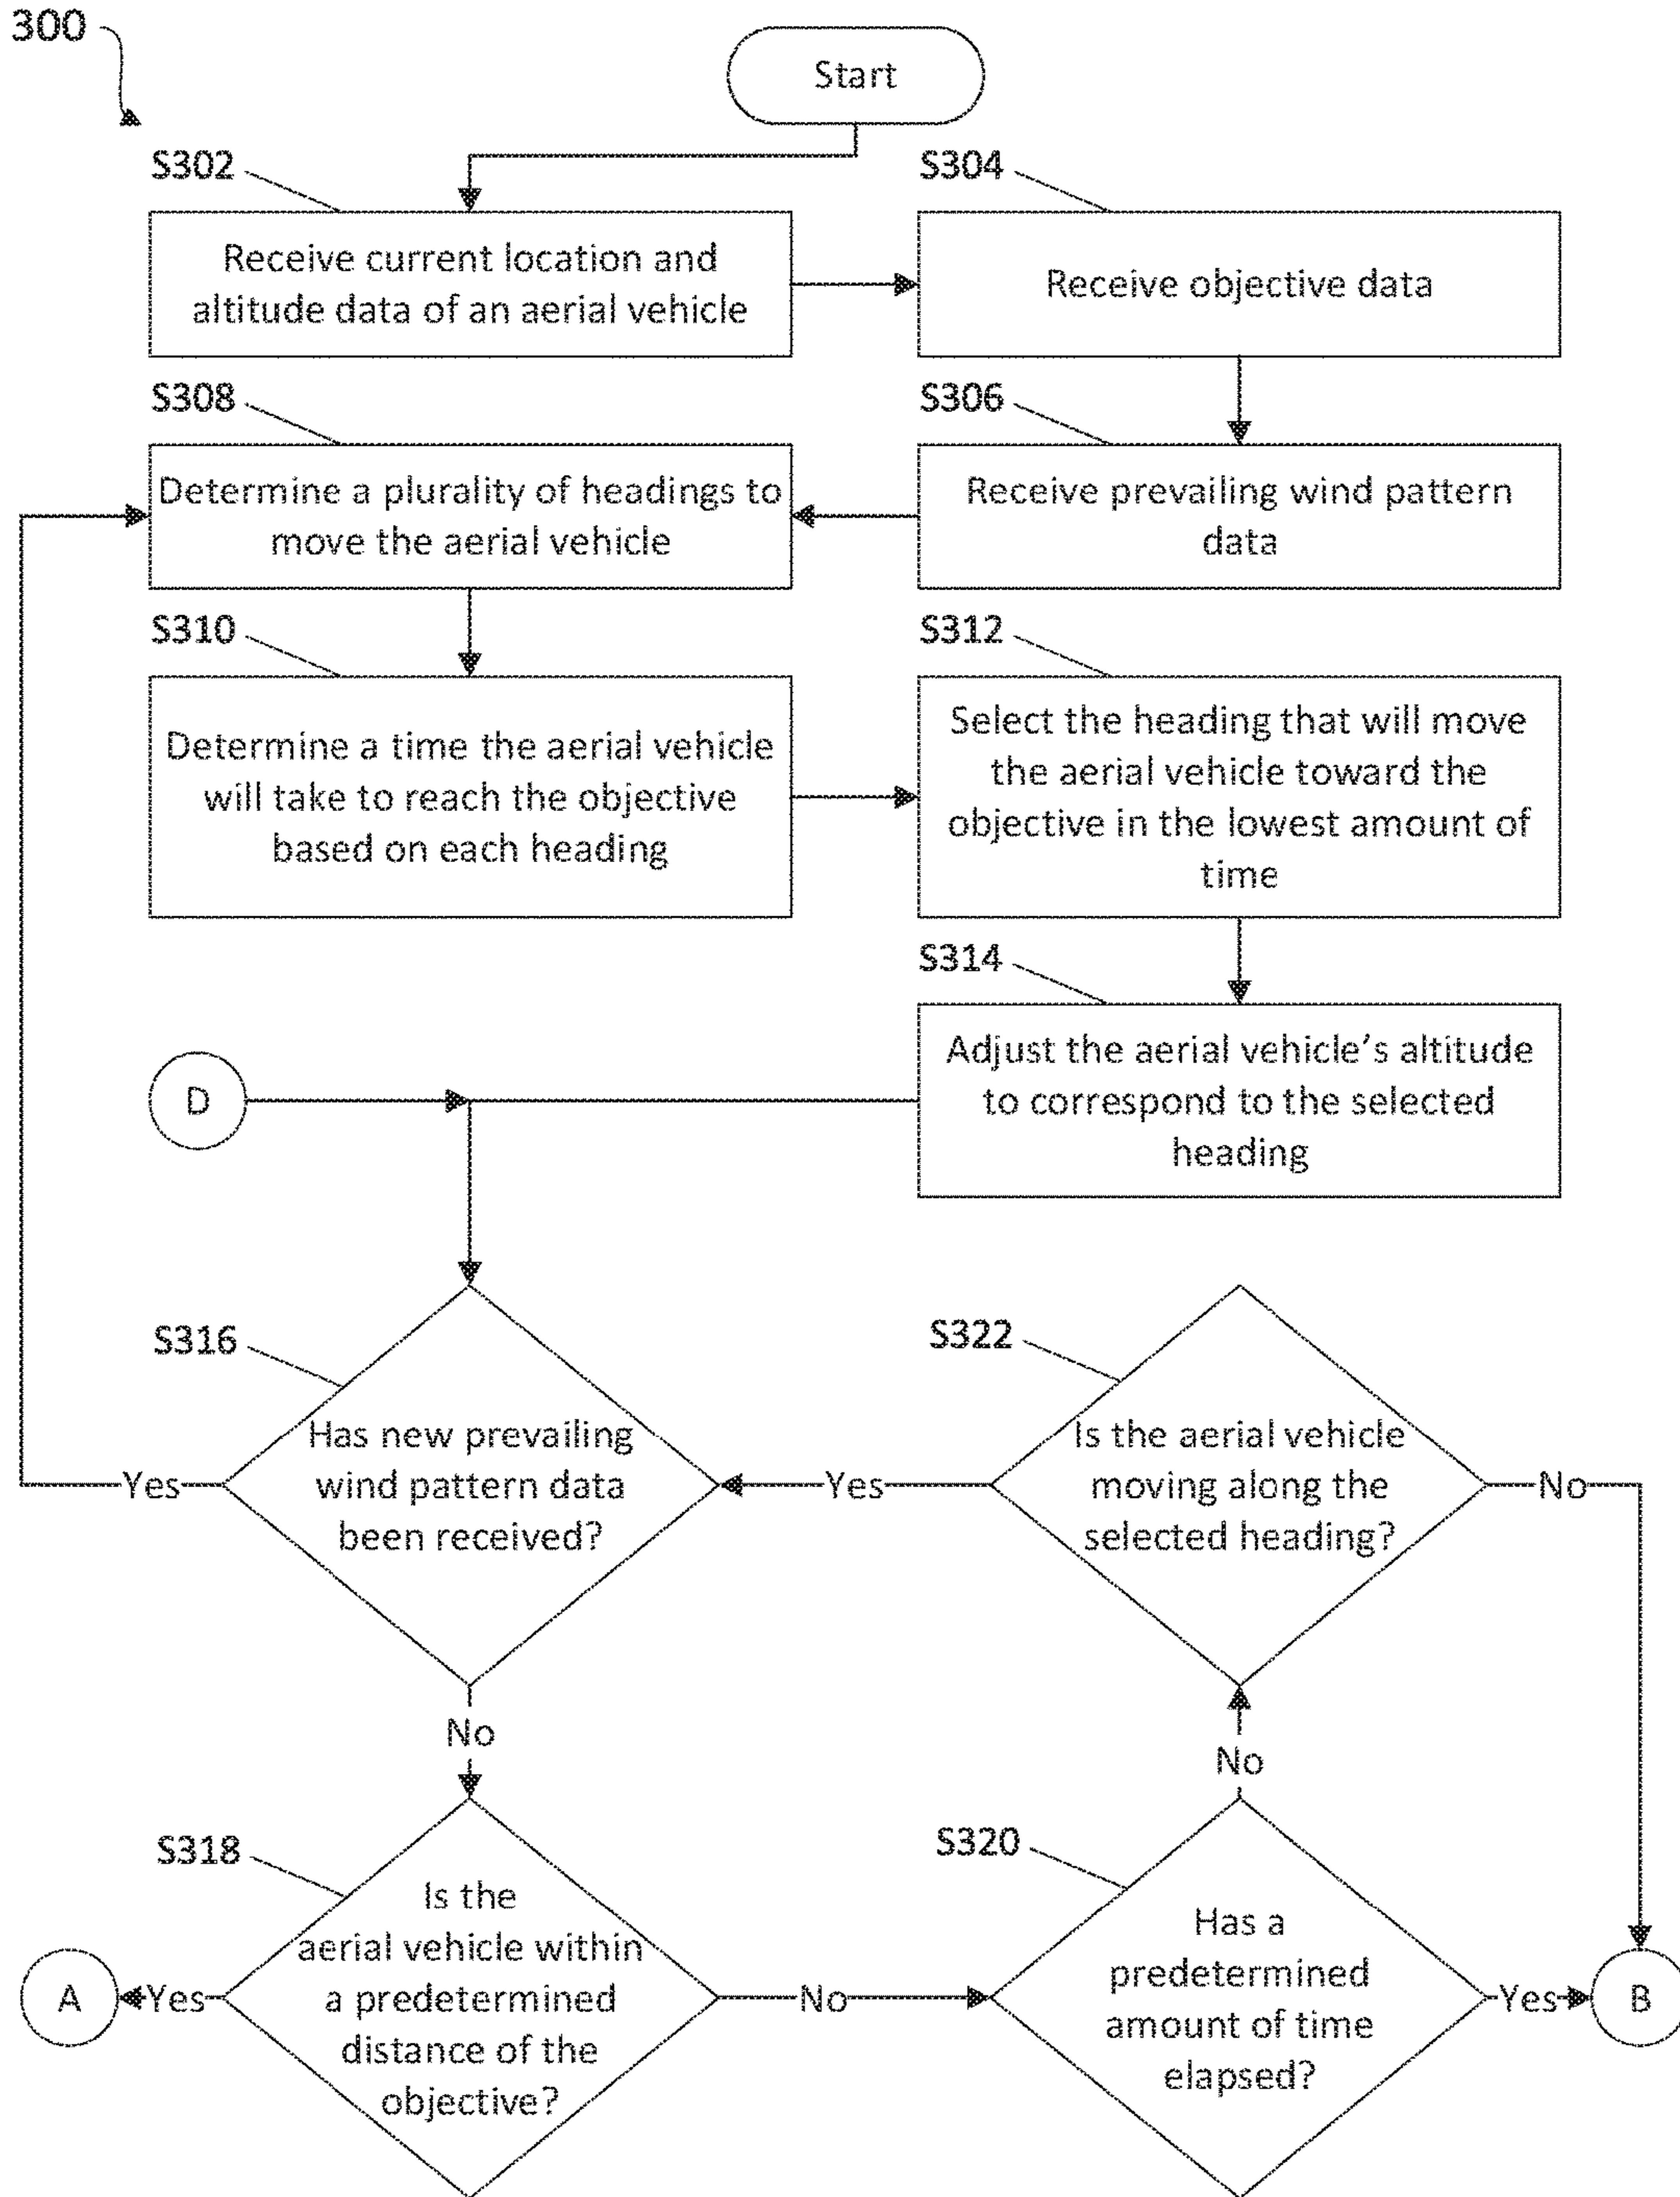 300
Start
S302
Receive current location and
altitude data of an aerial vehicle
S304
Receive objective data
S308
Determine a plurality of headings to
move the aerial vehicle
S306
Receive prevailing wind pattern
data
S310
Determine a time the aerial vehicle
will take to reach the objective
based on each heading
S312
Select the heading that will move
the aerial vehicle toward the
objective in the lowest amount of
time
S314
Adjust the aerial vehicle's altitude
to correspond to the selected
heading
D
S316
Has new prevailing
wind pattern data
been received?
Yes
No
S322
Is the aerial vehicle
moving along the
selected heading?
Yes
No
S318
Is the
aerial vehicle within
a predetermined
distance of the
objective?
Yes
A
No
S320
Has a
predetermined
amount of time
elapsed?
No
Yes
B